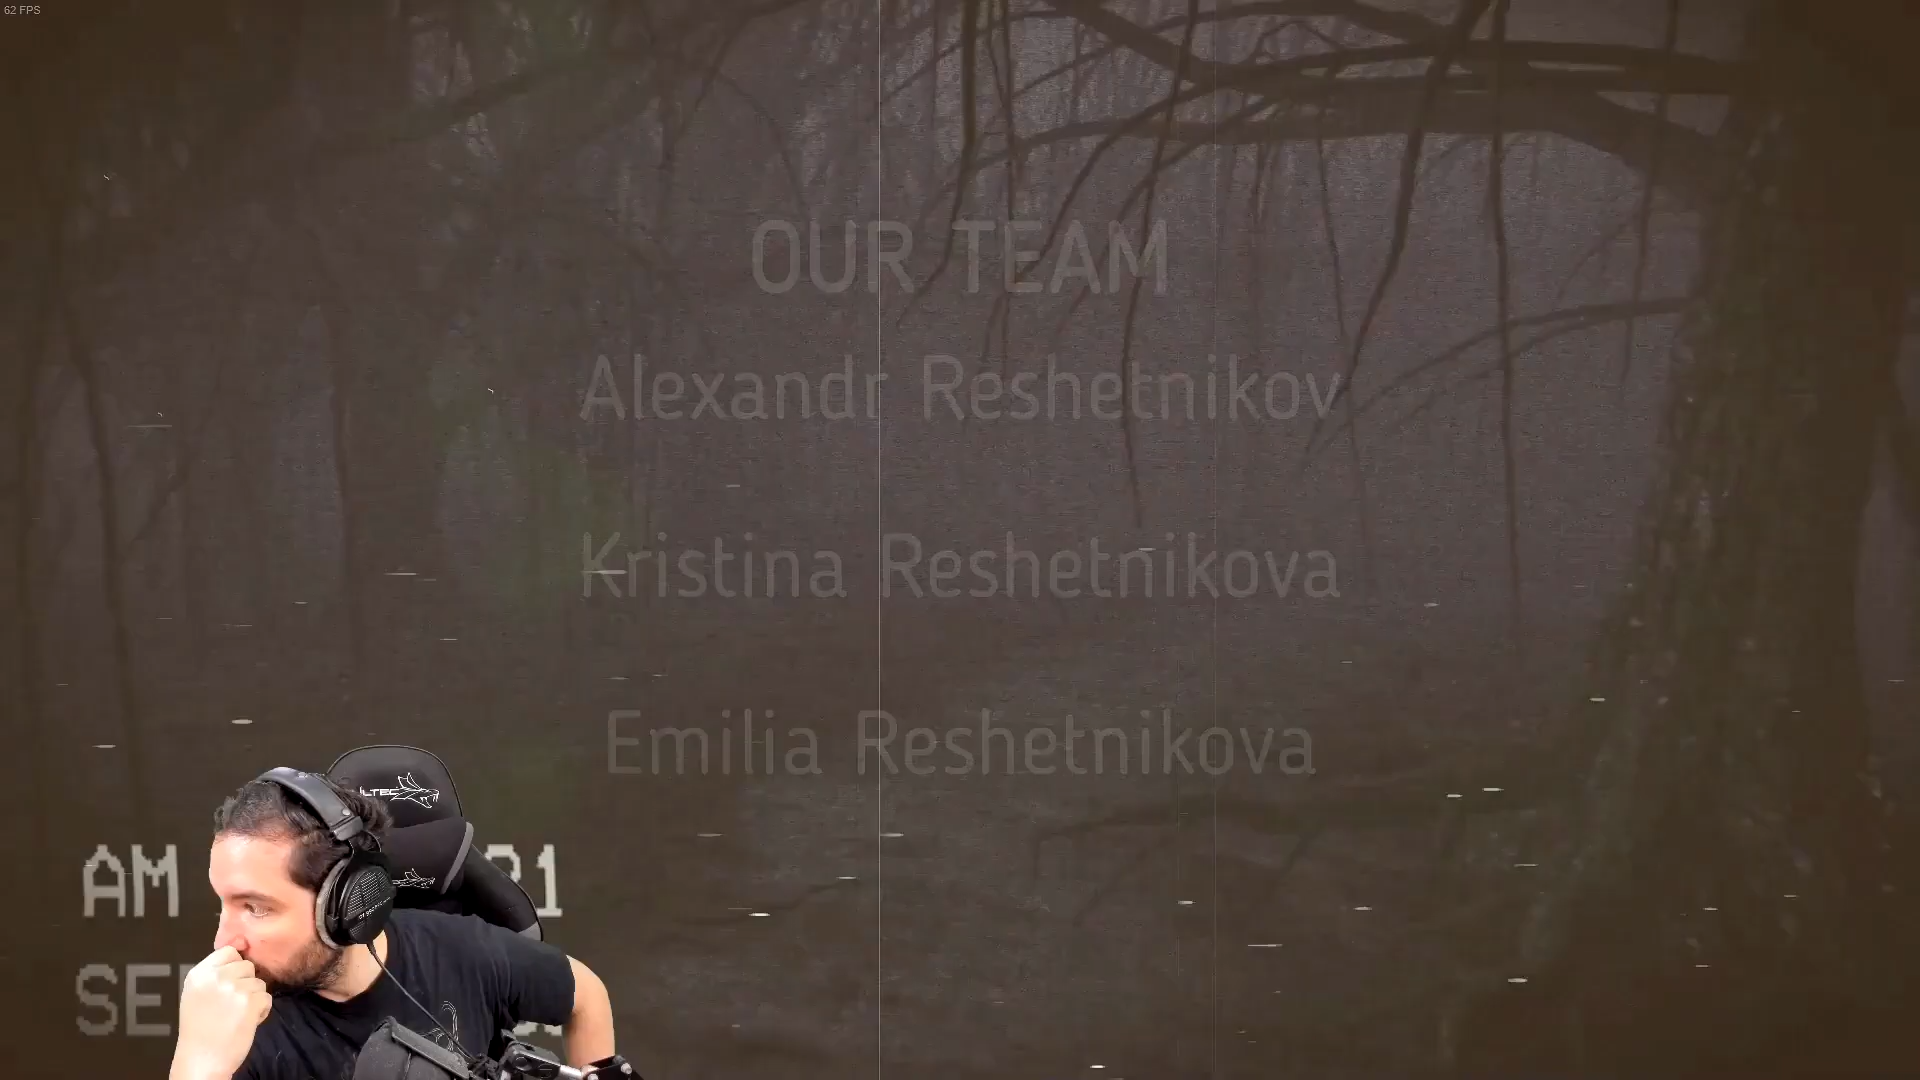 62 FPS
OUR TEAM
Alexandr Reshetnikov
Kristina Reshetnikova
Emilia Reshetnikova
AM